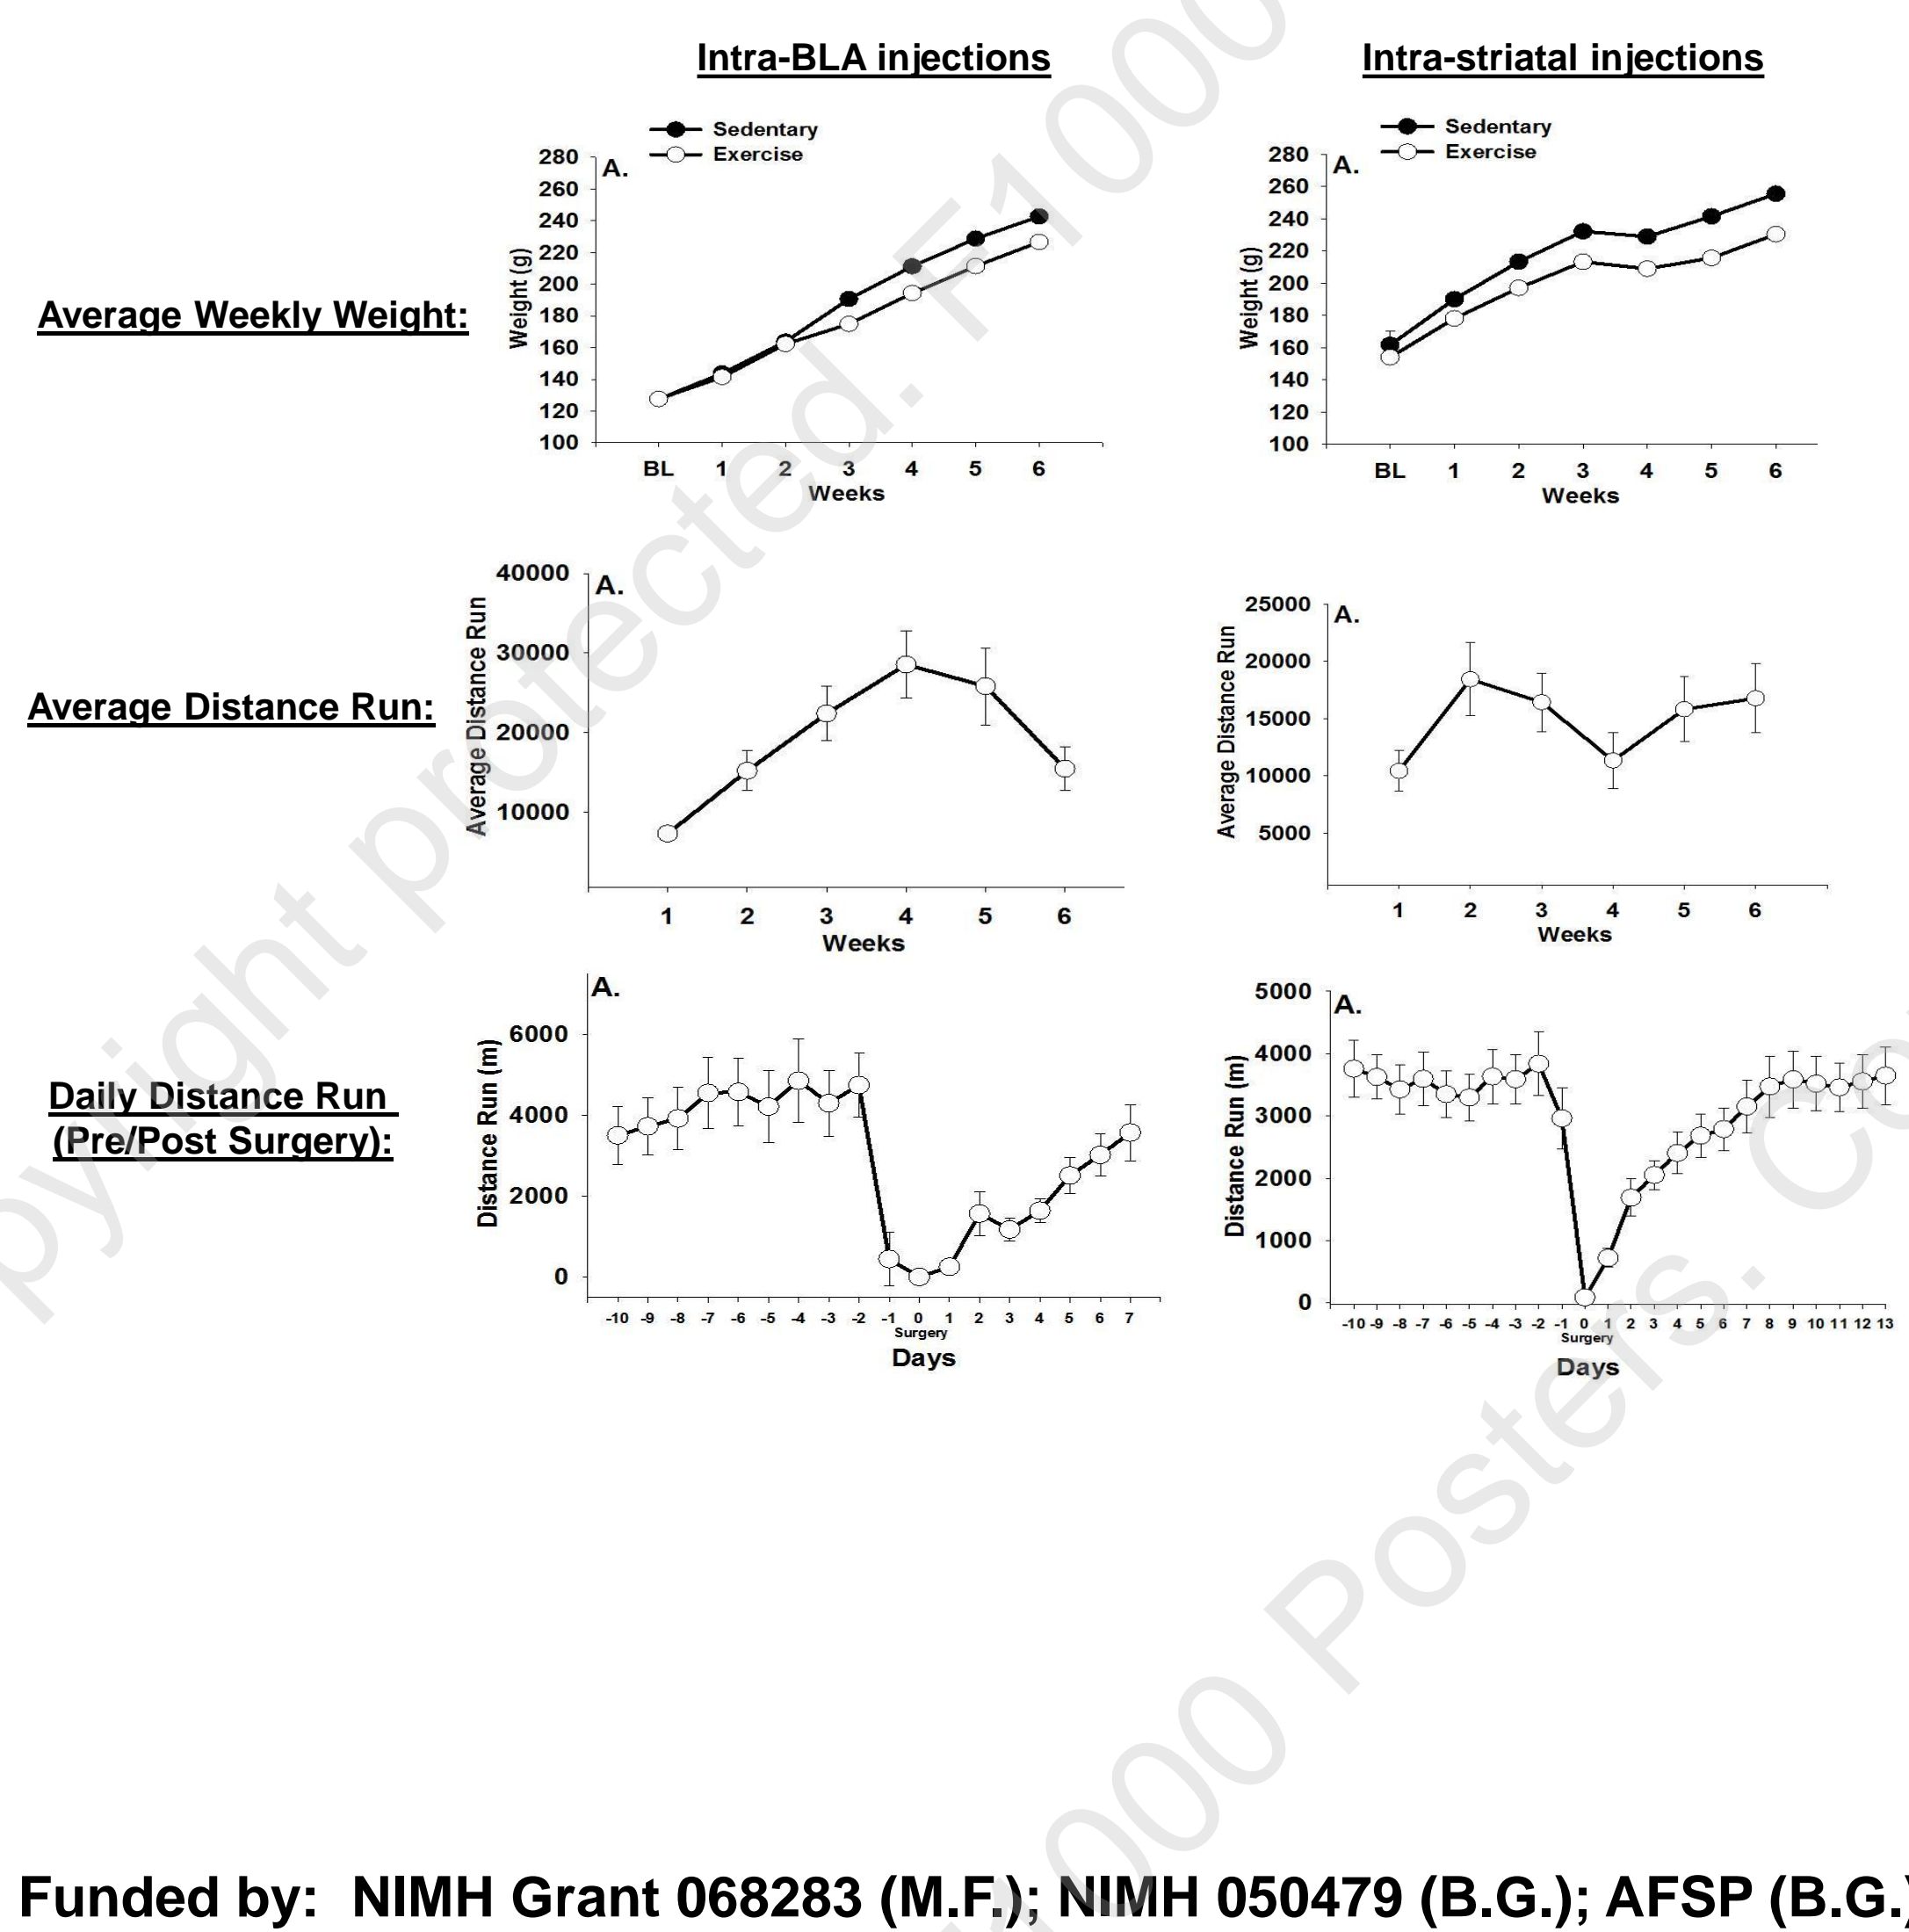 Intra-BLA injections
Intra-striatal injections
Sedentary
Exercise
A.
280
260
240
220
200
180
160
140
120
100
Weight (g)
BL 1 2 3 4 5 6
Weeks
Sedentary
Exercise
A.
280
260
240
220
200
180
160
140
120
100
Weight (g)
BL 1 2 3 4 5 6
Weeks
Average Weekly Weight:
A.
40000
30000
20000
10000
Average Distance Run
1 2 3 4 5 6
Weeks
A.
25000
20000
15000
10000
5000
Average Distance Run
1 2 3 4 5 6
Weeks
Average Distance Run:
A.
6000
4000
2000
0
Distance Run (m)
-10 -9 -8 -7 -6 -5 -4 -3 -2 -1 0 1 2 3 4 5 6 7
Surgery
Days
A.
5000
4000
3000
2000
1000
0
Distance Run (m)
-10 -9 -8 -7 -6 -5 -4 -3 -2 -1 0 1 2 3 4 5 6 7 8 9 10 11 12 13
Surgery
Days
Daily Distance Run
(Pre/Post Surgery):
Funded by: NIMH Grant 068283 (M.F.); NIMH 050479 (B.G.); AFSP (B.G.)
pyright protected. F1000
F1000 Posters. Co